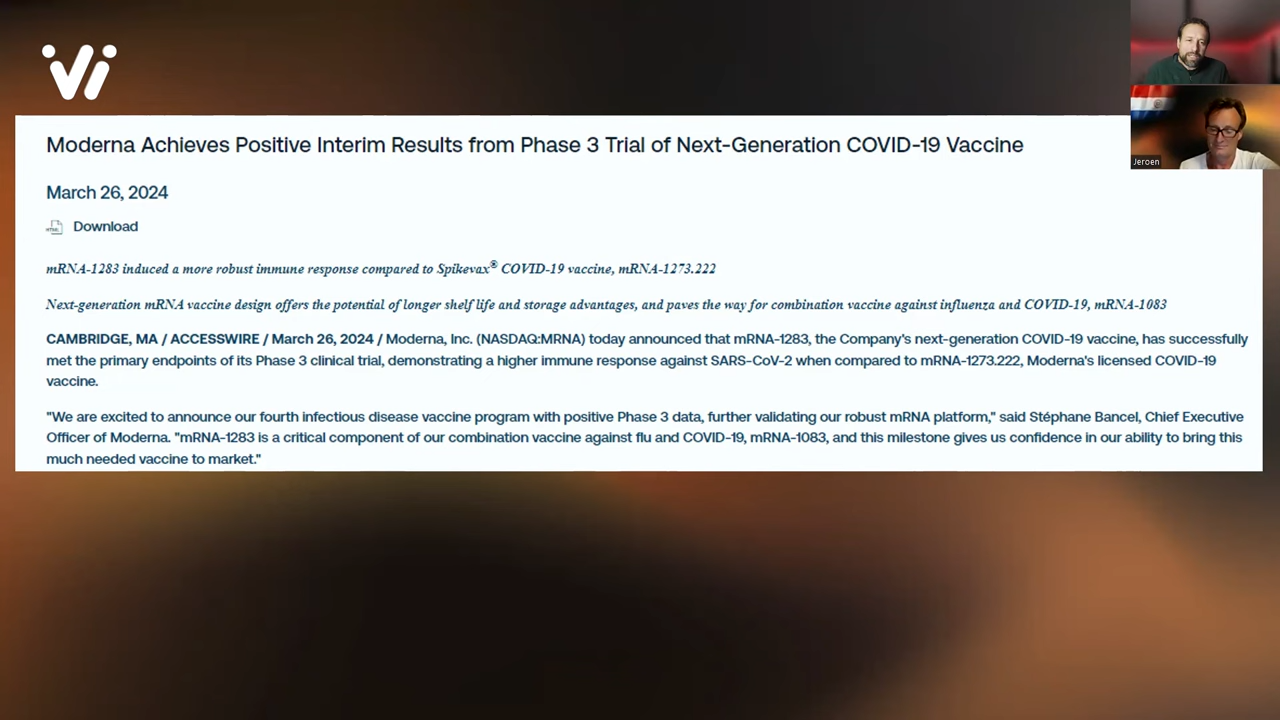 Vi
Moderna Achieves Positive Interim Results from Phase 3 Trial of Next-Generation COVID-19 Vaccine
Jeroen
March 26, 2024
HTML
Download
mRNA-1283 induced a more robust immune response compared to Spikevax® COVID-19 vaccine, mRNA-1273.222
Next-generation mRNA vaccine design offers the potential of longer shelf life and storage advantages, and paves the way for combination vaccine against influenza and COVID-19, mRNA-1083
CAMBRIDGE, MA / ACCESSWIRE / March 26, 2024 / Moderna, Inc. (NASDAQ:MRNA) today announced that mRNA-1283, the Company's next-generation COVID-19 vaccine, has successfully
met the primary endpoints of its Phase 3 clinical trial, demonstrating a higher immune response against SARS-CoV-2 when compared to mRNA-1273.222, Moderna's licensed COVID-19
vaccine.
"We are excited to announce our fourth infectious disease vaccine program with positive Phase 3 data, further validating our robust mRNA platform," said Stéphane Bancel, Chief Executive
Officer of Moderna. "mRNA-1283 is a critical component of our combination vaccine against flu and COVID-19, mRNA-1083, and this milestone gives us confidence in our ability to bring this
much needed vaccine to market."